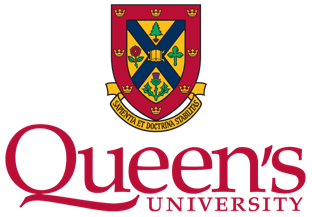 SAPIENTIA ET DOCTRINA STABILITAS
Queen's
UNIVERSITY